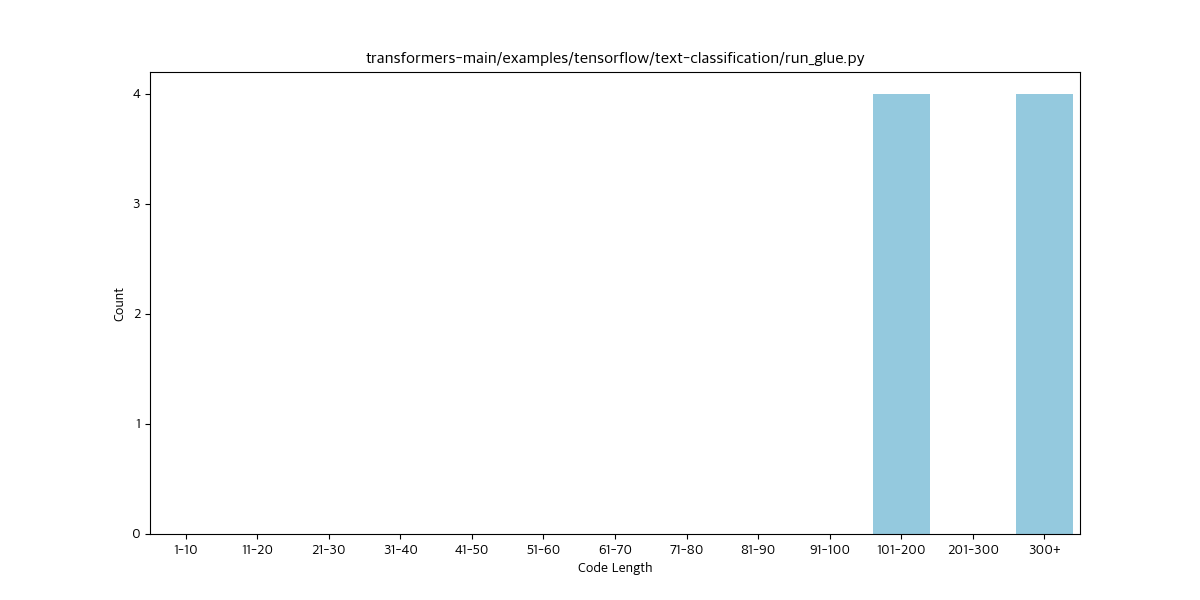 transformers-main/examples/tensorflow/text-classification/run_glue.py
4
3
2
1
0
Count
1-10 11-20 21-30 31-40 41-50 51-60 61-70 71-80 81-90 91-100 101-200 201-300 300+
Code Length